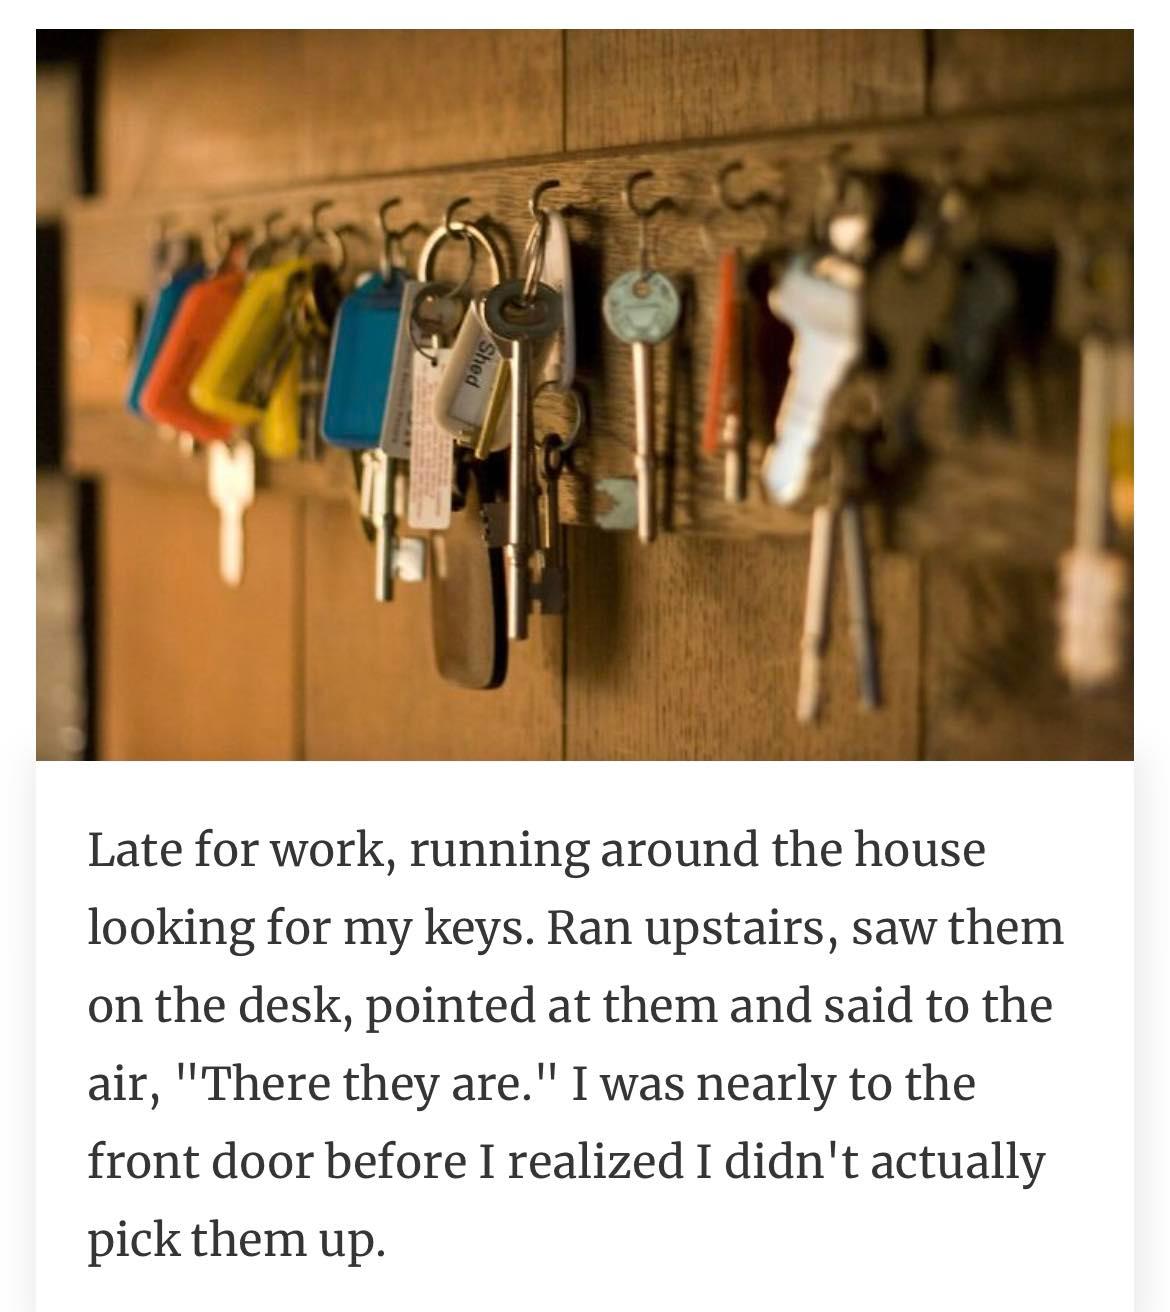 Shed
Late for work, running around the house
looking for my keys. Ran upstairs, saw them
on the desk, pointed at them and said to the
air, "There they are." I was nearly to the
front door before I realized I didn't actually
pick them up.